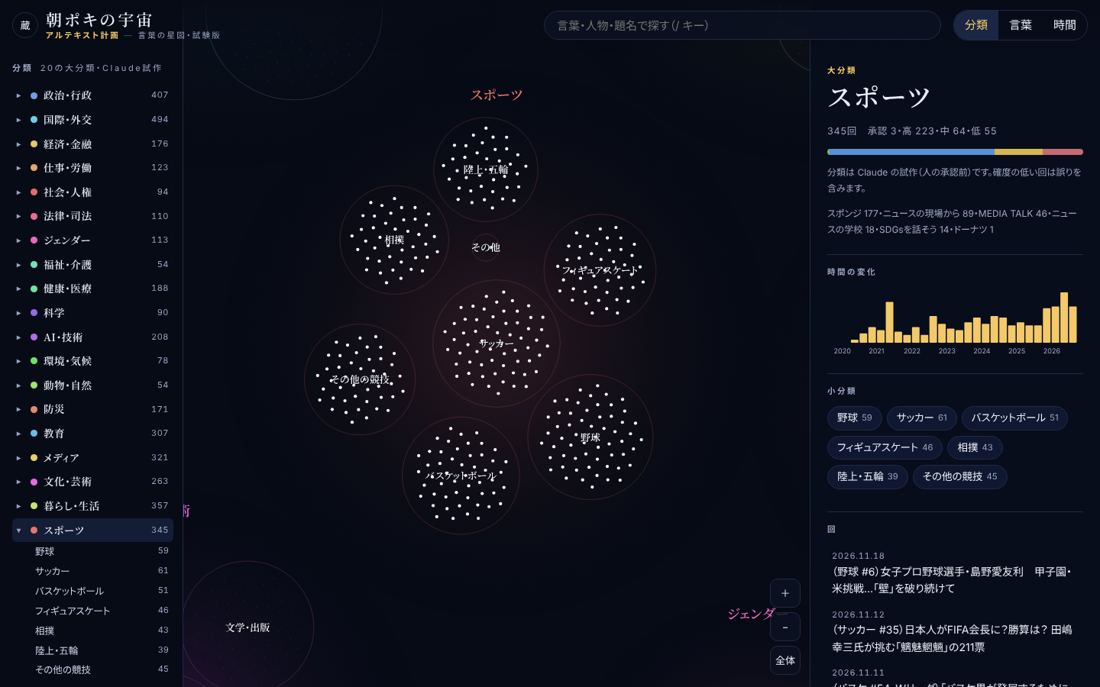 蔵
朝ポキの宇宙
アルテキスト計画 — 言葉の星図・試験版
言葉・人物・題名で探す(/ キー)
分類 言葉 時間
分類 20の大分類・Claude試作
▸ 政治・行政 407
▸ 国際・外交 494
▸ 経済・金融 176
▸ 仕事・労働 123
▸ 社会・人権 94
▸ 法律・司法 110
▸ ジェンダー 113
▸ 福祉・介護 54
▸ 健康・医療 188
▸ 科学 90
▸ AI・技術 208
▸ 環境・気候 78
▸ 動物・自然 54
▸ 防災 171
▸ 教育 307
▸ メディア 321
▸ 文化・芸術 263
▸ 暮らし・生活 357
▾ スポーツ 345
野球 59
サッカー 61
バスケットボール 51
フィギュアスケート 46
相撲 43
陸上・五輪 39
その他の競技 45
スポーツ
陸上・五輪
相撲
その他
フィギュアスケート
サッカー
その他の競技
野球
バスケットボール
術
文学・出版
ジェンダー
+
-
全体
大分類
スポーツ
345回 承認 3・高 223・中 64・低 55
分類は Claude の試作(人の承認前)です。確度の低い回は誤りを
含みます。
スポンジ 177・ニュースの現場から 89・MEDIA TALK 46・ニュー
スの学校 18・SDGsを話そう 14・ドーナツ 1
時間の変化
2020 2021 2022 2023 2024 2025 2026
小分類
野球 59 サッカー 61 バスケットボール 51
フィギュアスケート 46 相撲 43
陸上・五輪 39 その他の競技 45
回
2026.11.18
(野球 #6)女子プロ野球選手・島野愛友利 甲子園・
米挑戦…「壁」を破り続けて
2026.11.12
(サッカー #35)日本人がFIFA会長に?勝算は? 田嶋
幸三氏が挑む「魑魅魍魎」の211票
2026.11.11